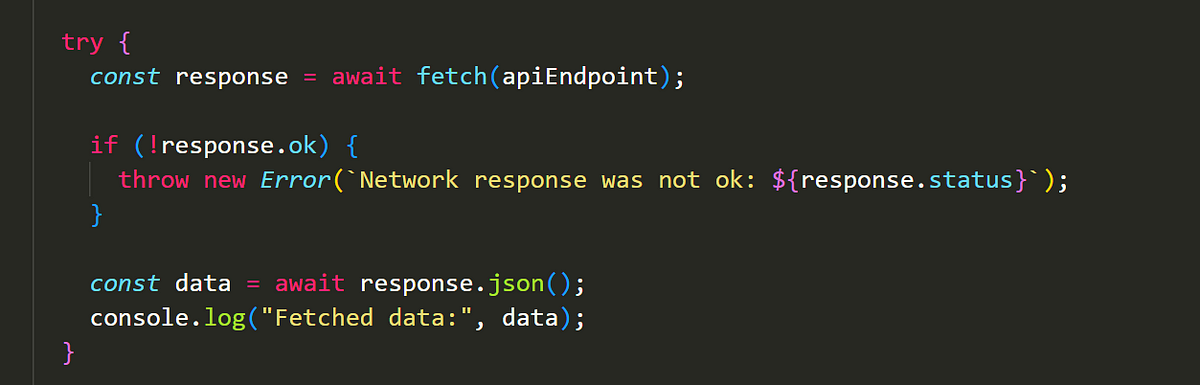 try {
const response = await fetch(apiEndpoint);
if (!response.ok) {
throw new Error(`Network response was not ok: ${response.status}`);
}
const data = await response.json();
console.log("Fetched data:", data);
}